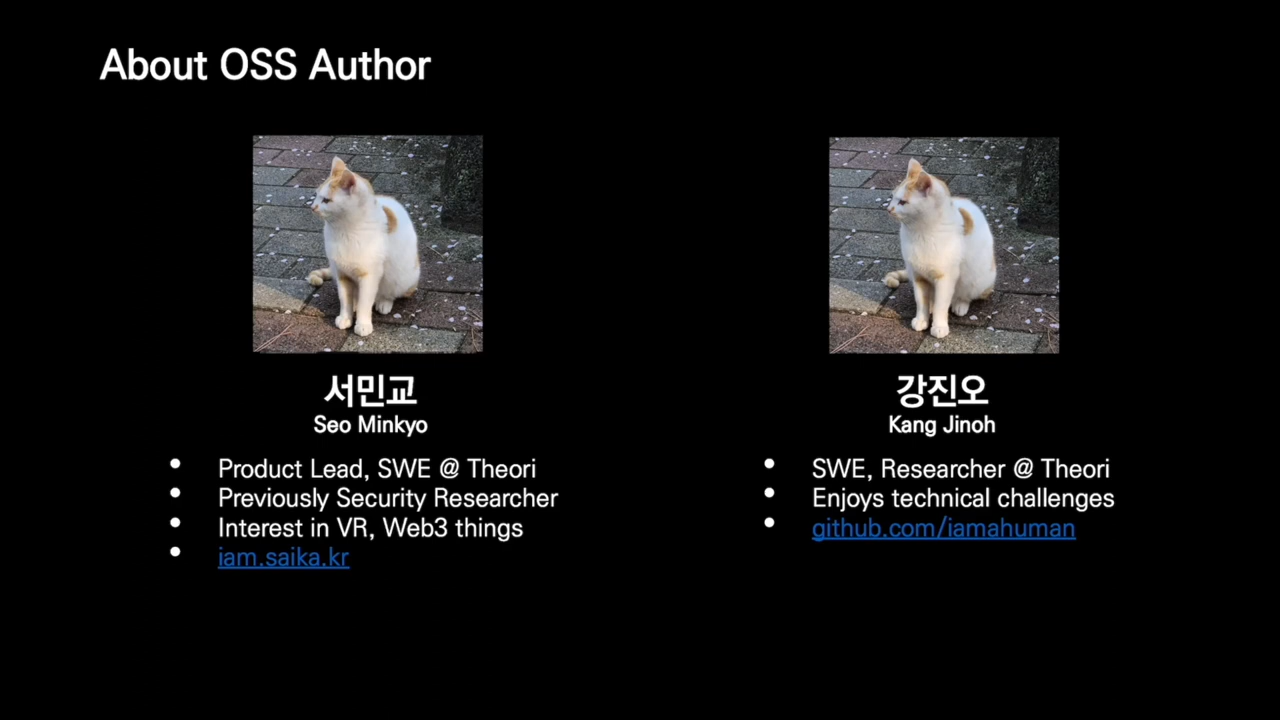 About OSS Author
서민교
Seo Minkyo
• Product Lead, SWE @ Theori
• Previously Security Researcher
• Interest in VR, Web3 things
• iam.saika.kr
강진오
Kang Jinoh
• SWE, Researcher @ Theori
• Enjoys technical challenges
• github.com/iamahuman